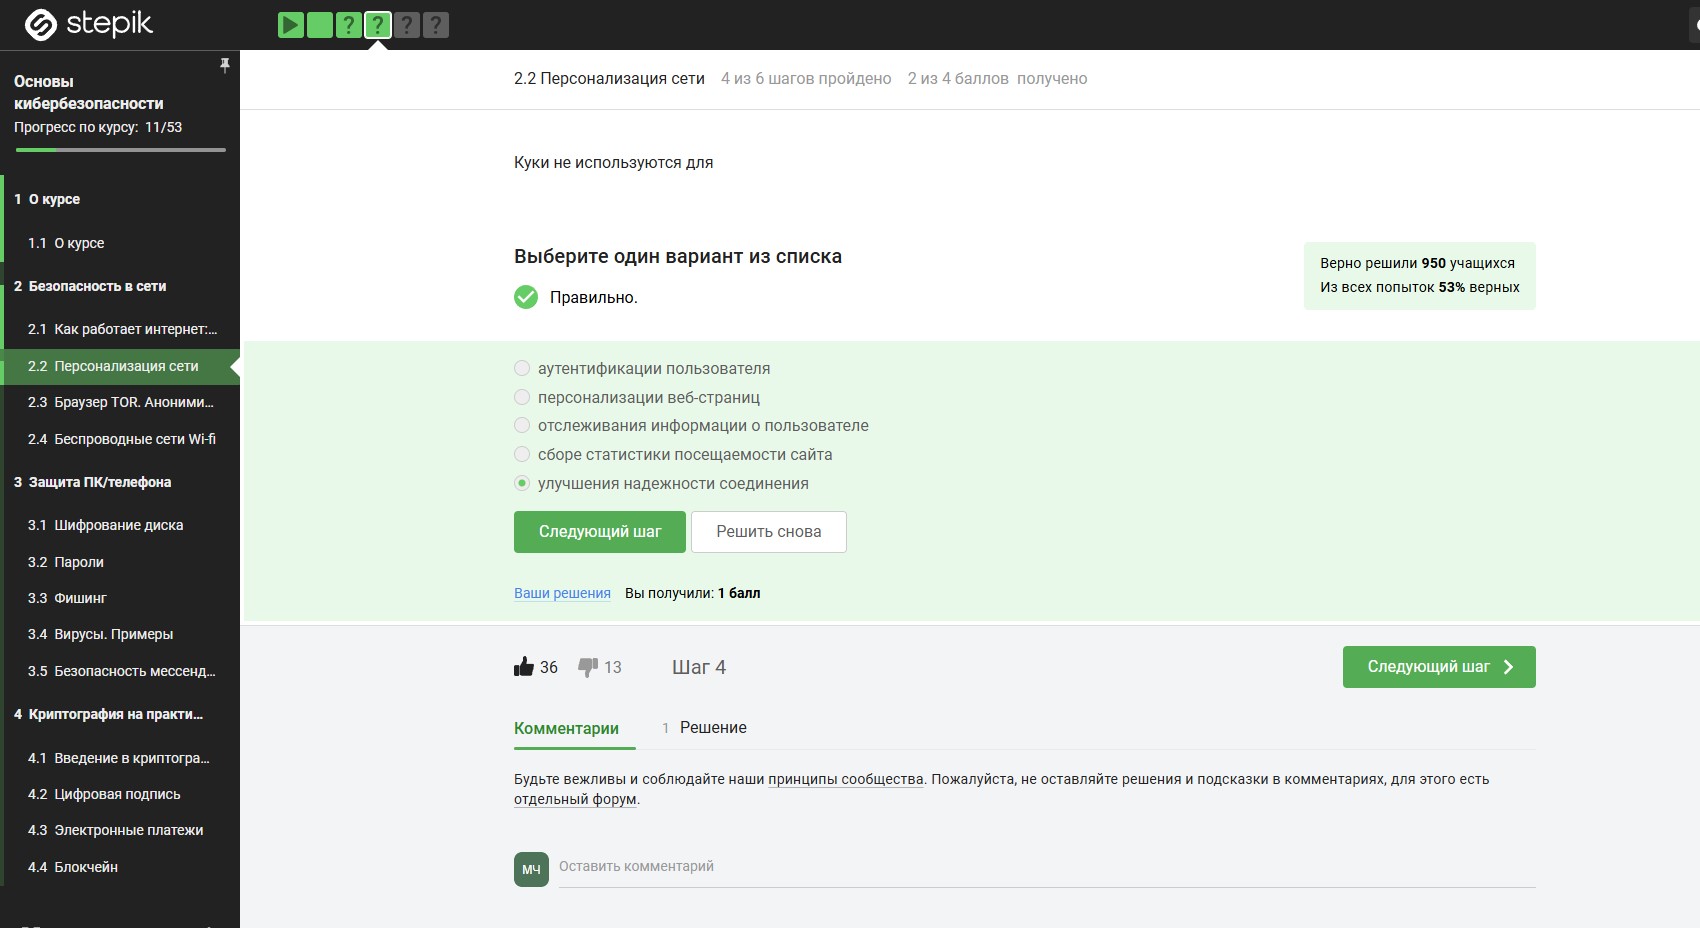 stepik
? ? ? ?
Основы
кибербезопасности
Прогресс по курсу: 11/53
1 О курсе
1.1 О курсе
2 Безопасность в сети
2.1 Как работает интернет:...
2.2 Персонализация сети
2.3 Браузер TOR. Аноними...
2.4 Беспроводные сети Wi-fi
3 Защита ПК/телефона
3.1 Шифрование диска
3.2 Пароли
3.3 Фишинг
3.4 Вирусы. Примеры
3.5 Безопасность мессенд...
4 Криптография на практи...
4.1 Введение в криптогра...
4.2 Цифровая подпись
4.3 Электронные платежи
4.4 Блокчейн
2.2 Персонализация сети 4 из 6 шагов пройдено 2 из 4 баллов получено
Куки не используются для
Выберите один вариант из списка
Правильно.
Верно решили 950 учащихся
Из всех попыток 53% верных
аутентификации пользователя
персонализации веб-страниц
отслеживания информации о пользователе
сборе статистики посещаемости сайта
улучшения надежности соединения
Следующий шаг Решить снова
Ваши решения Вы получили: 1 балл
36 13 Шаг 4 Следующий шаг
Комментарии 1 Решение
Будьте вежливы и соблюдайте наши принципы сообщества. Пожалуйста, не оставляйте решения и подсказки в комментариях, для этого есть
отдельный форум.
МЧ Оставить комментарий